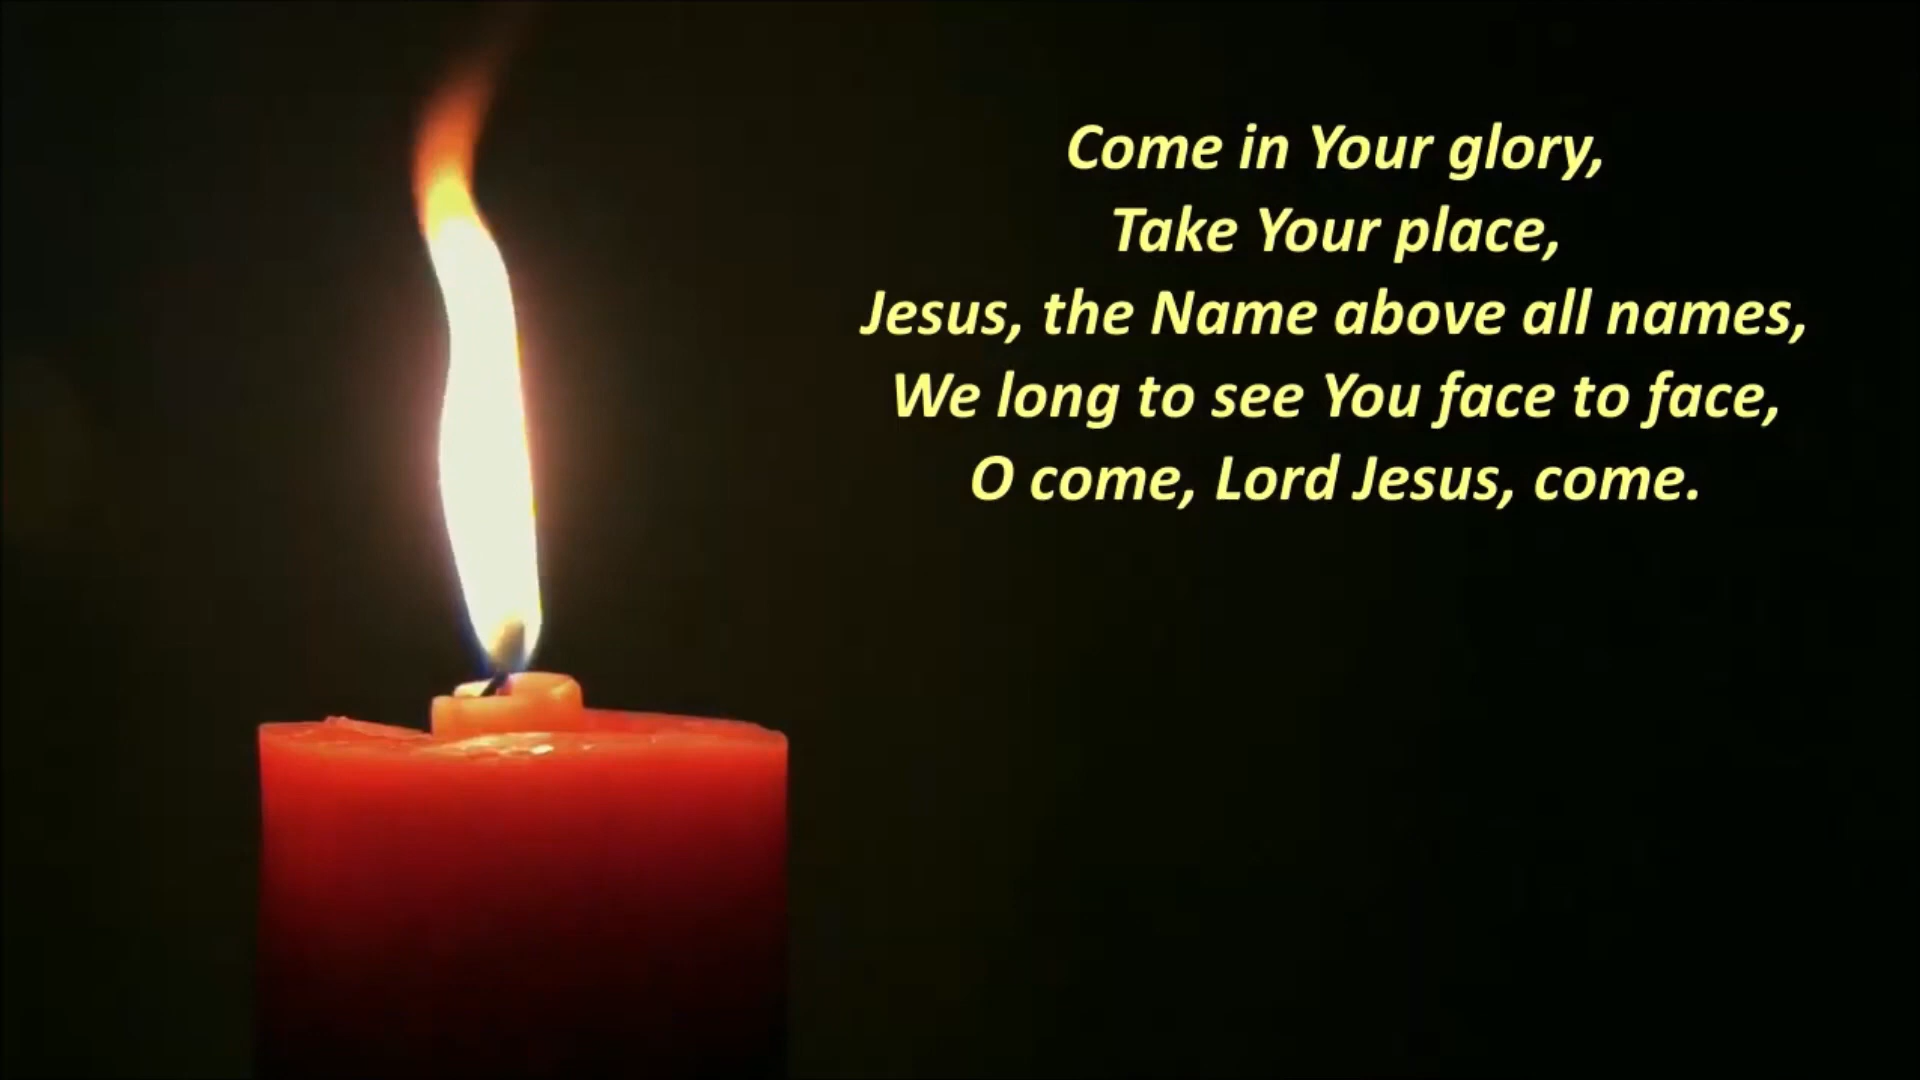 Come in Your glory,
Take Your place,
Jesus, the Name above all names,
We long to see You face to face,
O come, Lord Jesus, come.